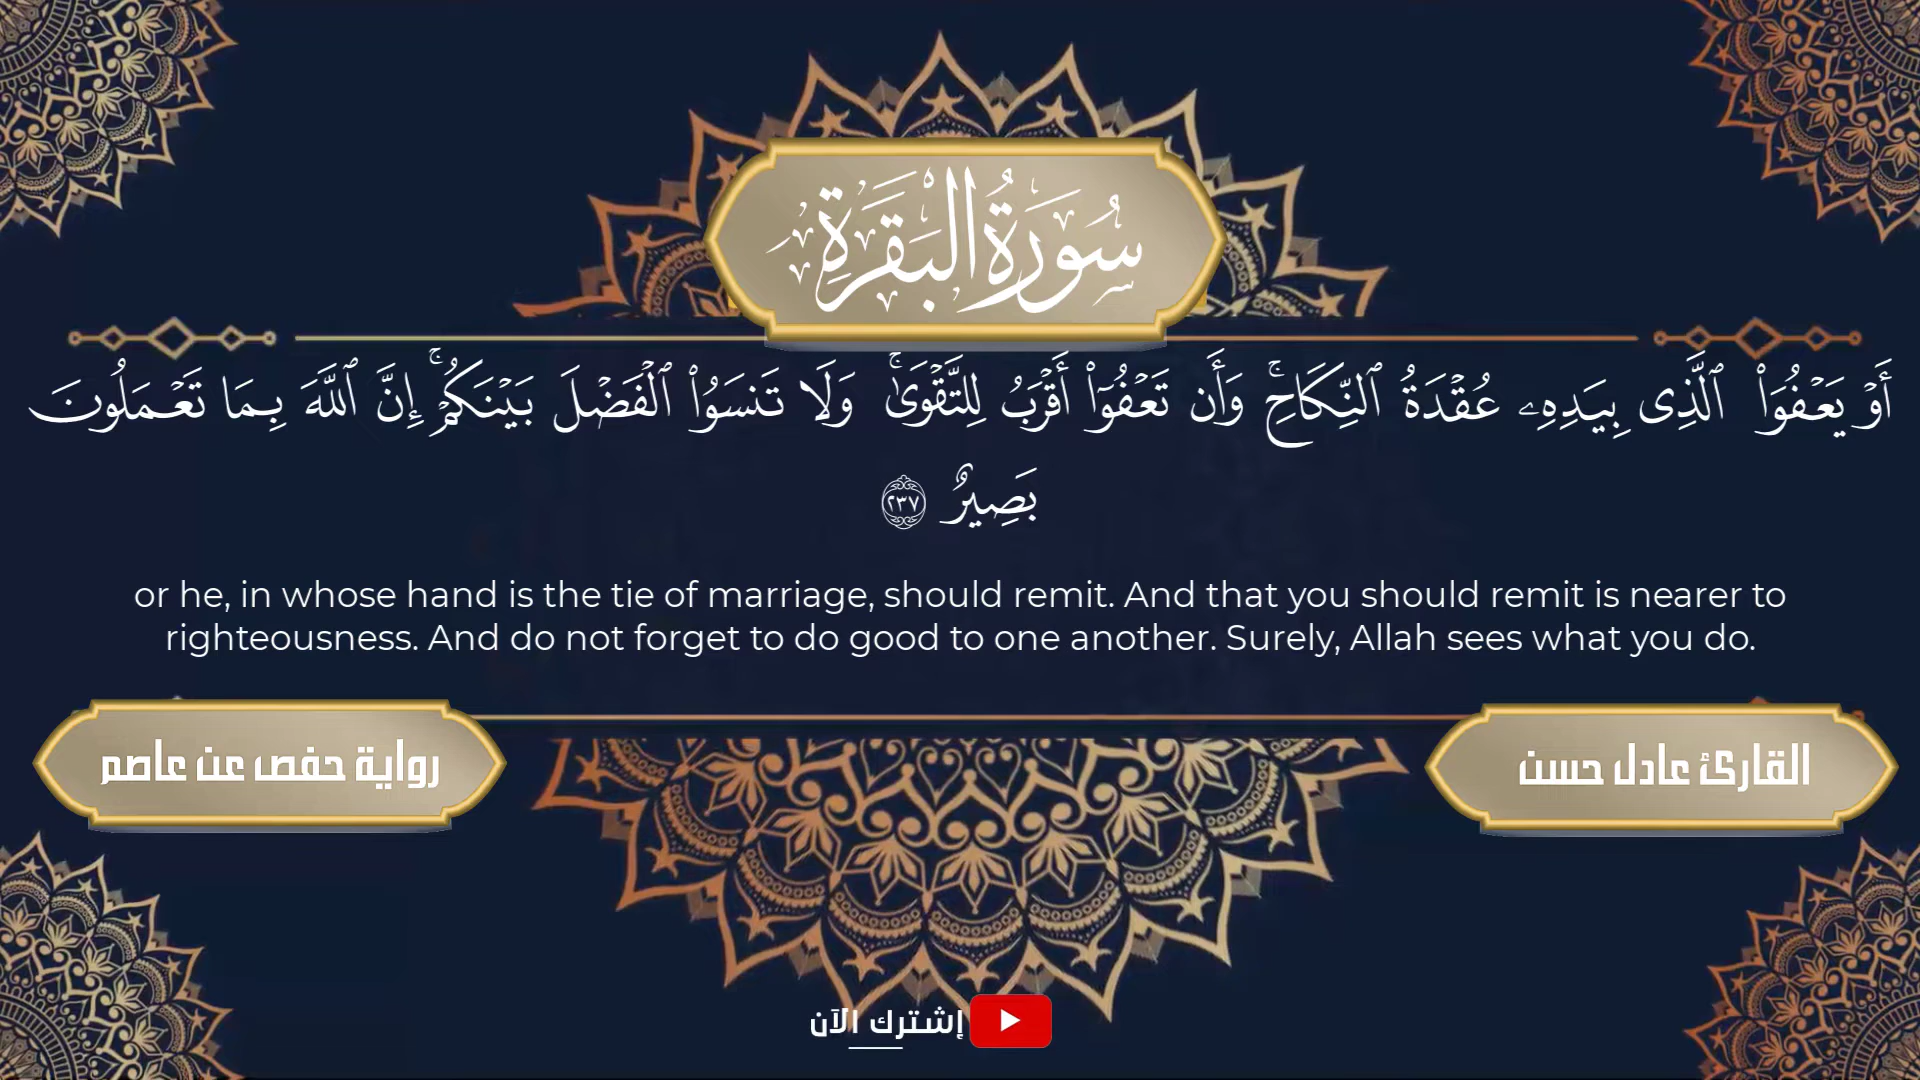 سُورَةُ البَقَرَةِ
أَوْ يَعْفُوَا۟ ٱلَّذِى بِيَدِهِۦ عُقْدَةُ ٱلنِّكَاحِ ۚ وَأَن تَعْفُوٓا۟ أَقْرَبُ لِلتَّقْوَىٰ ۚ وَلَا تَنسَوُا۟ ٱلْفَضْلَ بَيْنَكُمْ ۚ إِنَّ ٱللَّهَ بِمَا تَعْمَلُونَ
بَصِيرٌ ٢٣٧
or he, in whose hand is the tie of marriage, should remit. And that you should remit is nearer to
righteousness. And do not forget to do good to one another. Surely, Allah sees what you do.
القارئ عادل حسن
رواية حفص عن عاصم
إشترك الآن